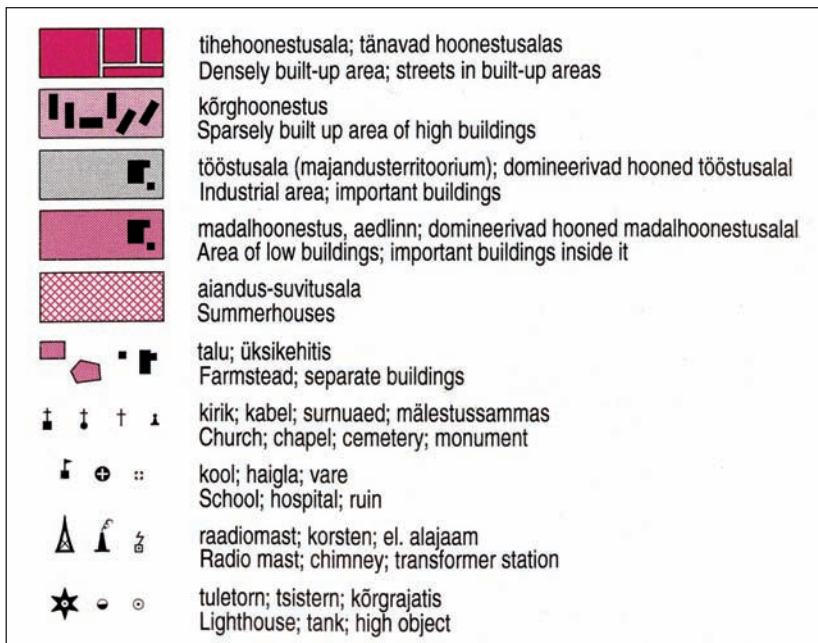 tihehoonestusala; tänavad hoonestusalas
Densely built-up area; streets in built-up areas
kõrghoonestus
Sparsely built up area of high buildings
tööstusala (majandusterritoorium); domineerivad hooned tööstusalal
Industrial area; important buildings
madalhoonestus, aedlinn; domineerivad hooned madalhoonestusalal
Area of low buildings; important buildings inside it
aiandus-suvitusala
Summerhouses
talu; üksikehitis
Farmstead; separate buildings
kirik; kabel; surnuaed; mälestussammas
Church; chapel; cemetery; monument
kool; haigla; vare
School; hospital; ruin
raadiomast; korsten; el. alajaam
Radio mast; chimney; transformer station
tuletorn; tsistern; kõrgrajatis
Lighthouse; tank; high object